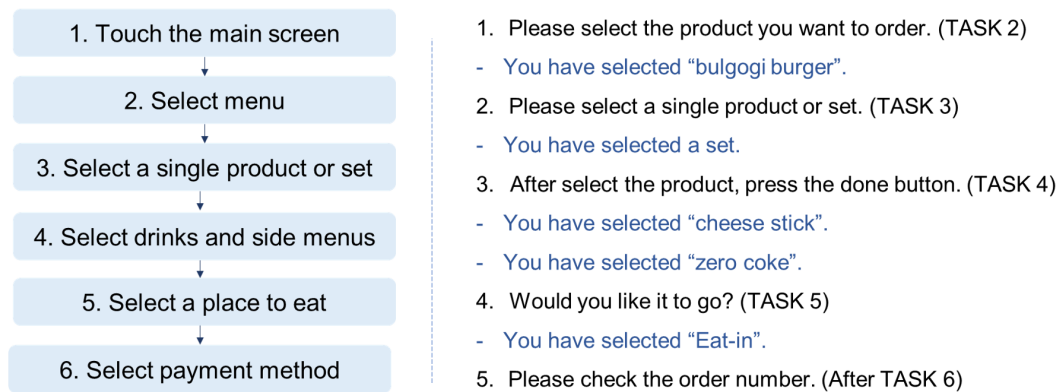 1. Touch the main screen
2. Select menu
3. Select a single product or set
4. Select drinks and side menus
5. Select a place to eat
6. Select payment method
1. Please select the product you want to order. (TASK 2)
- You have selected “bulgogi burger”.
2. Please select a single product or set. (TASK 3)
- You have selected a set.
3. After select the product, press the done button. (TASK 4)
- You have selected “cheese stick”.
- You have selected “zero coke”.
4. Would you like it to go? (TASK 5)
- You have selected “Eat-in”.
5. Please check the order number. (After TASK 6)